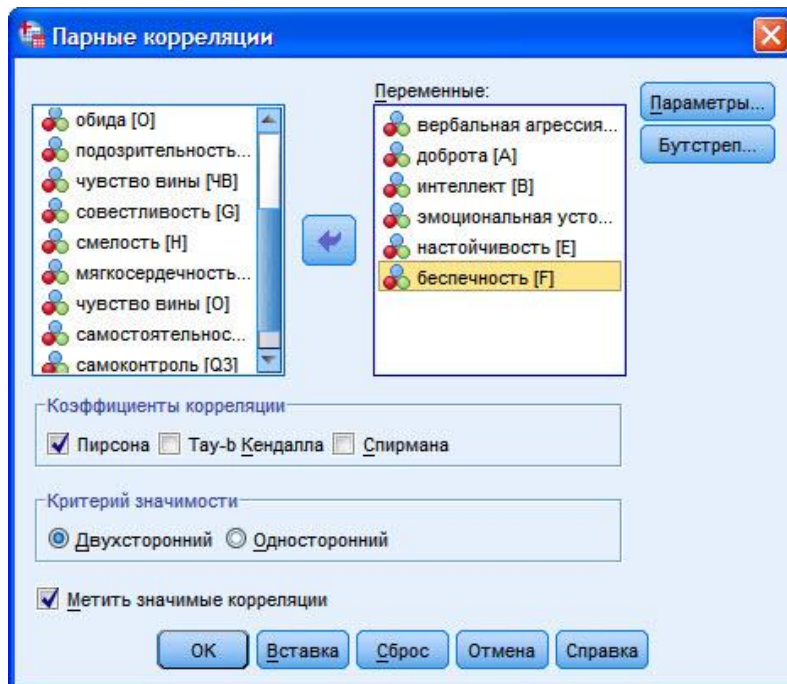 Парные корреляции
обида [О]
подозрительность...
чувство вины [ЧВ]
совестливость [G]
смелость [H]
мягкосердечность...
чувство вины [O]
самостоятельнос...
самоконтроль [Q3]
Переменные:
вербальная агрессия...
доброта [A]
интеллект [B]
эмоциональная усто...
настойчивость [E]
беспечность [F]
Параметры...
Бутстреп...
Коэффициенты корреляции
Пирсона Тау-b Кендалла Спирмана
Критерий значимости
Двухсторонний Односторонний
Метить значимые корреляции
OK Вставка Сброс Отмена Справка